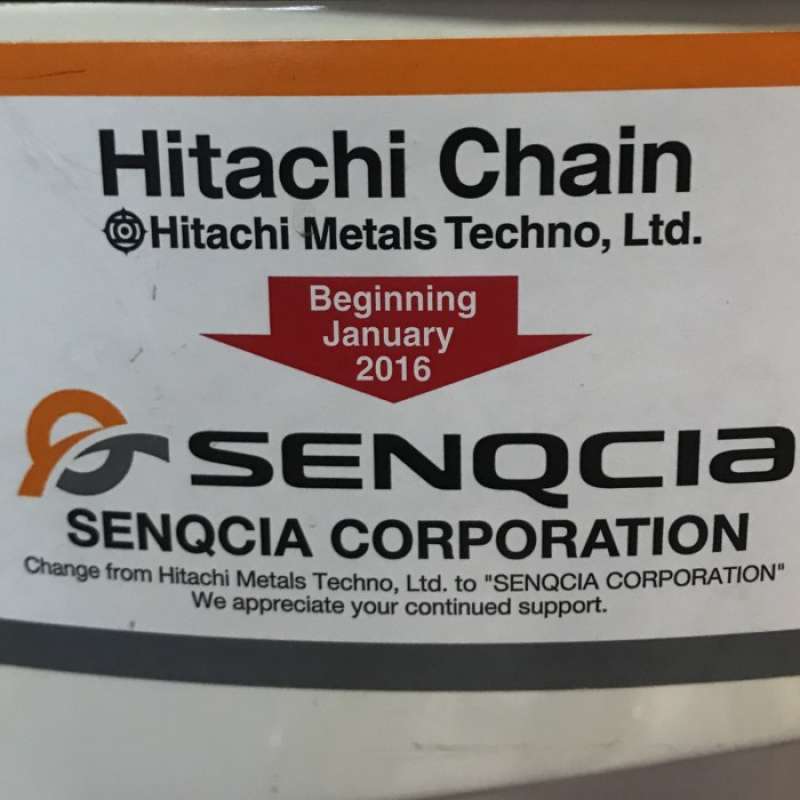 Hitachi Chain
Hitachi Metals Techno, Ltd.
Beginning
January
2016
SENQCIA
SENQCIA CORPORATION
Change from Hitachi Metals Techno, Ltd. to "SENQCIA CORPORATION"
We appreciate your continued support.